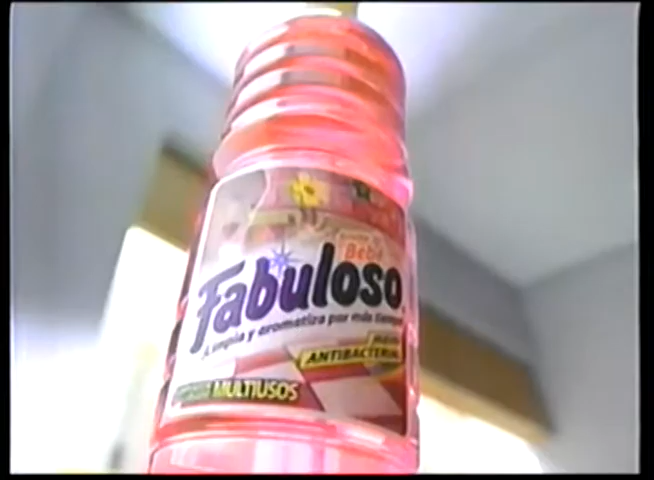 Bebé
Fabuloso
Limpia y aromatiza por más tiempo
ANTIBACTERIAL
MULTIUSOS